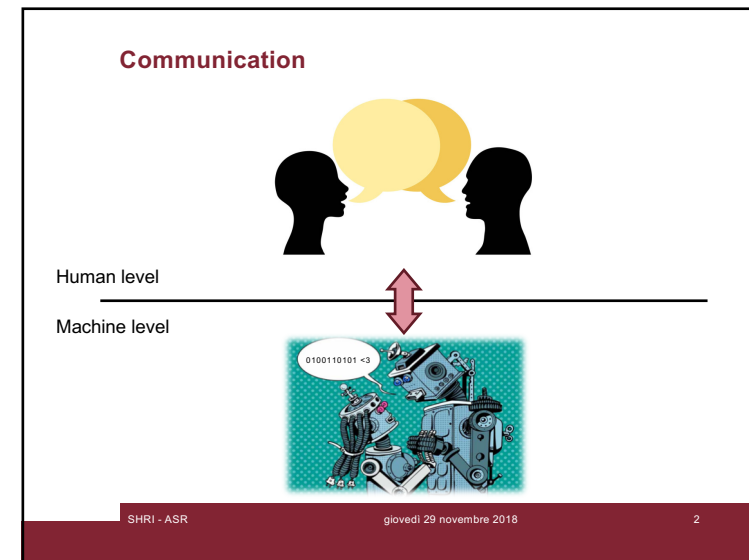 Communication
Human level
Machine level
0100110101 <3
SHRI - ASR giovedì 29 novembre 2018 2